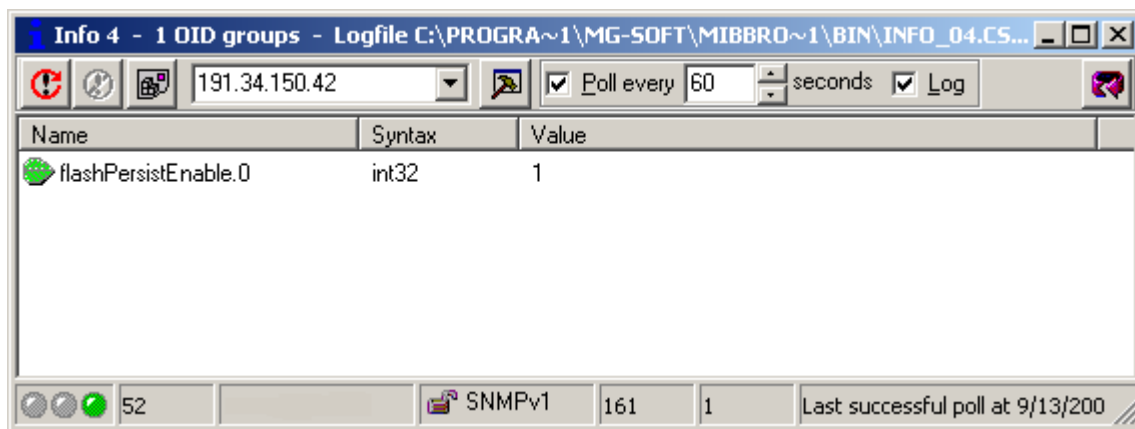 Info 4 - 1 OID groups - Logfile C:\PROGRA~1\MG-SOFT\MIBBRO~1\BIN\INFO_04.CS...
191.34.150.42 Poll every 60 seconds Log
Name Syntax Value
flashPersistEnable.0 int32 1
52 SNMPv1 161 1 Last successful poll at 9/13/200